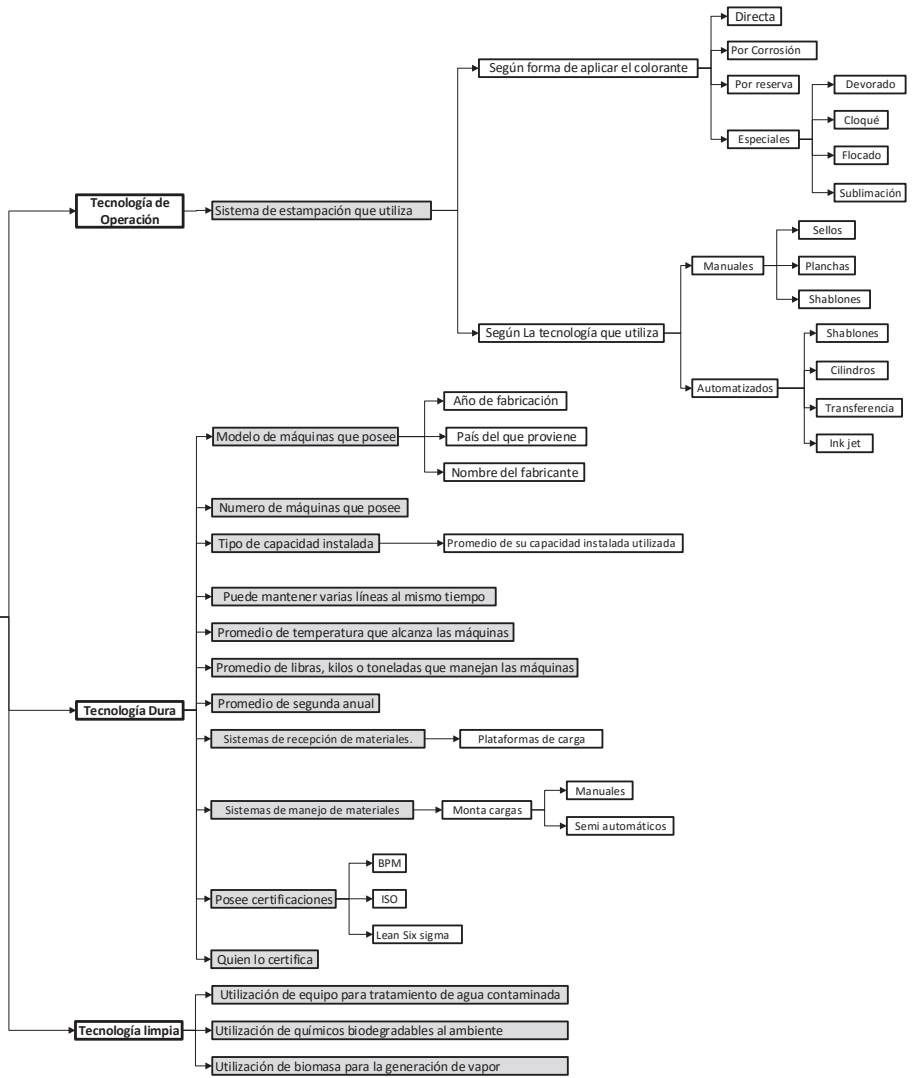 Directa
Por Corrosión
Según forma de aplicar el colorante
Por reserva
Devorado
Cloqué
Especiales
Flocado
Sublimación
Tecnología de
Operación
Sistema de estampación que utiliza
Sellos
Manuales
Planchas
Shablones
Según La tecnología que utiliza
Shablones
Cilindros
Automatizados
Transferencia
Ink jet
Año de fabricación
Modelo de máquinas que posee
País del que proviene
Nombre del fabricante
Numero de máquinas que posee
Tipo de capacidad instalada
Promedio de su capacidad instalada utilizada
Puede mantener varias líneas al mismo tiempo
Promedio de temperatura que alcanza las máquinas
Promedio de libras, kilos o toneladas que manejan las máquinas
Promedio de segunda anual
Tecnología Dura
Sistemas de recepción de materiales.
Plataformas de carga
Manuales
Sistemas de manejo de materiales
Monta cargas
Semi automáticos
BPM
Posee certificaciones
ISO
Lean Six sigma
Quien lo certifica
Utilización de equipo para tratamiento de agua contaminada
Tecnología limpia
Utilización de químicos biodegradables al ambiente
Utilización de biomasa para la generación de vapor